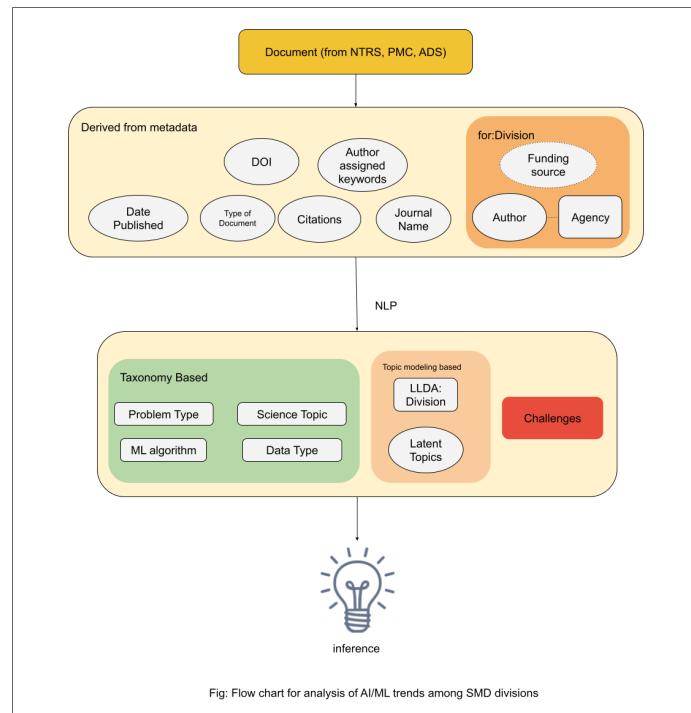 Document (from NTRS, PMC, ADS)
Derived from metadata
for:Division
DOI
Author
assigned
keywords
Funding
source
Date
Published
Type of
Document
Citations
Journal
Name
Author
Agency
NLP
Taxonomy Based
Topic modeling based
LLDA:
Division
Problem Type
Science Topic
Challenges
ML algorithm
Data Type
Latent
Topics
inference
Fig: Flow chart for analysis of AI/ML trends among SMD divisions